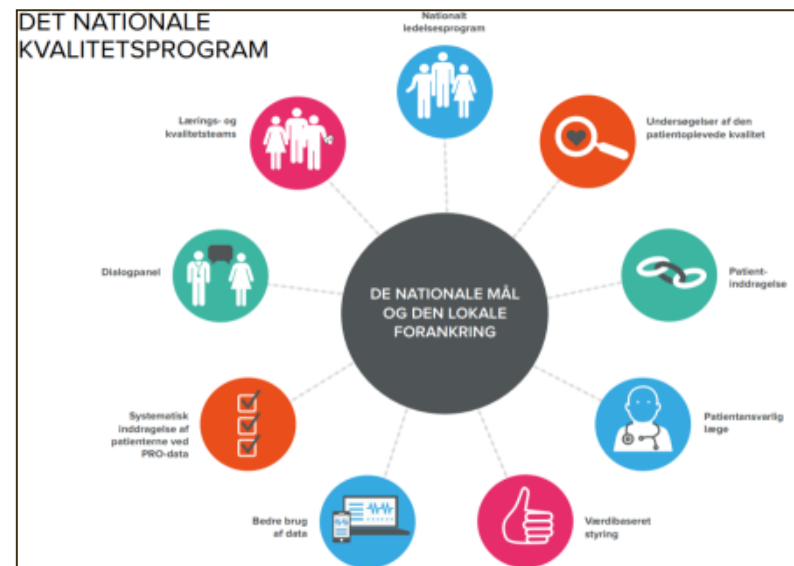 DET NATIONALE
KVALITETSPROGRAM
Nationalt
ledelsesprogram
Undersøgelser af den
patientoplevede kvalitet
Patient-
inddragelse
Patientansvarlig
læge
Værdibaseret
styring
Bedre brug
af data
Systematisk
inddragelse af
patienterne ved
PRO-data
Dialogpanel
Lærings- og
kvalitetsteams
DE NATIONALE MÅL
OG DEN LOKALE
FORANKRING